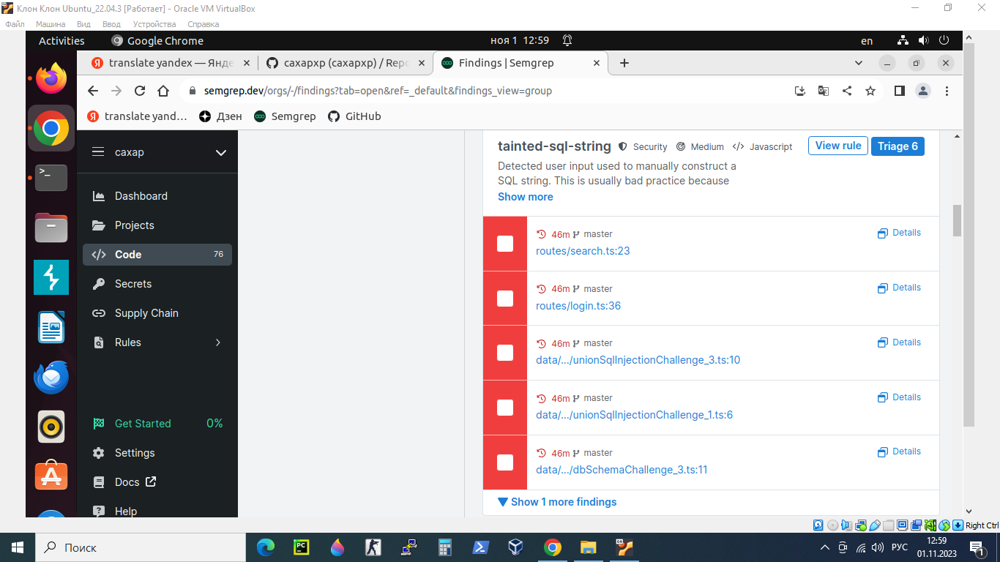 Клон Клон Ubuntu_22.04.3 [Работает] - Oracle VM VirtualBox
Файл Машина Вид Ввод Устройства Справка
Activities Google Chrome ноя 1 12:59 en
translate yandex — Янде caxapxp (caxapxp) / Repo Findings | Semgrep
semgrep.dev/orgs/-/findings?tab=open&ref=_default&findings_view=group
translate yand... Дзен Semgrep GitHub
caxap
Dashboard
Projects
Code 76
Secrets
Supply Chain
Rules
Get Started 0%
Settings
Docs
Help
tainted-sql-string Security Medium Javascript View rule Triage 6
Detected user input used to manually construct a
SQL string. This is usually bad practice because
Show more
46m master Details
routes/search.ts:23
46m master Details
routes/login.ts:36
46m master Details
data/.../unionSqlInjectionChallenge_3.ts:10
46m master Details
data/.../unionSqlInjectionChallenge_1.ts:6
46m master Details
data/.../dbSchemaChallenge_3.ts:11
Show 1 more findings
Right Ctrl
Поиск
РУС
12:59
01.11.2023
1